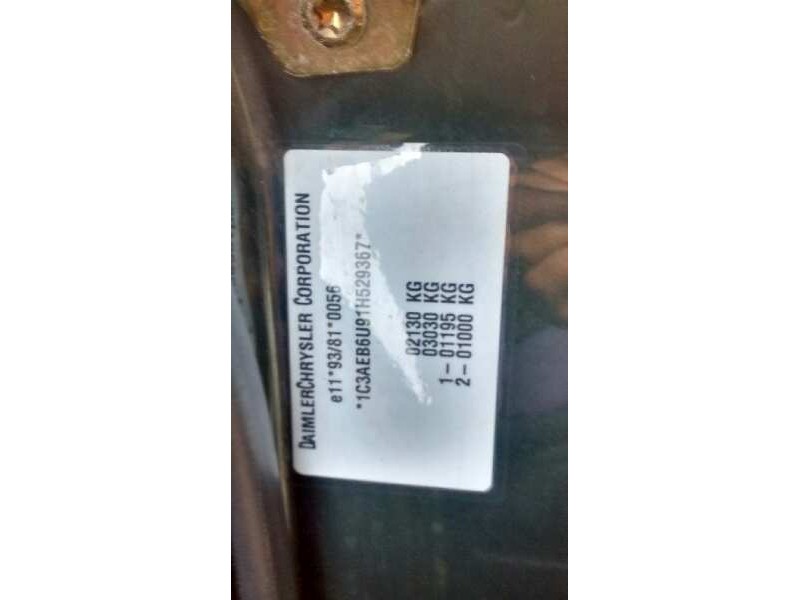 DAIMLERCHRYSLER CORPORATION
e11*93/81*0056
*1C3AEB6U91H529367*
02130 KG
03030 KG
1- 01195 KG
2- 01000 KG